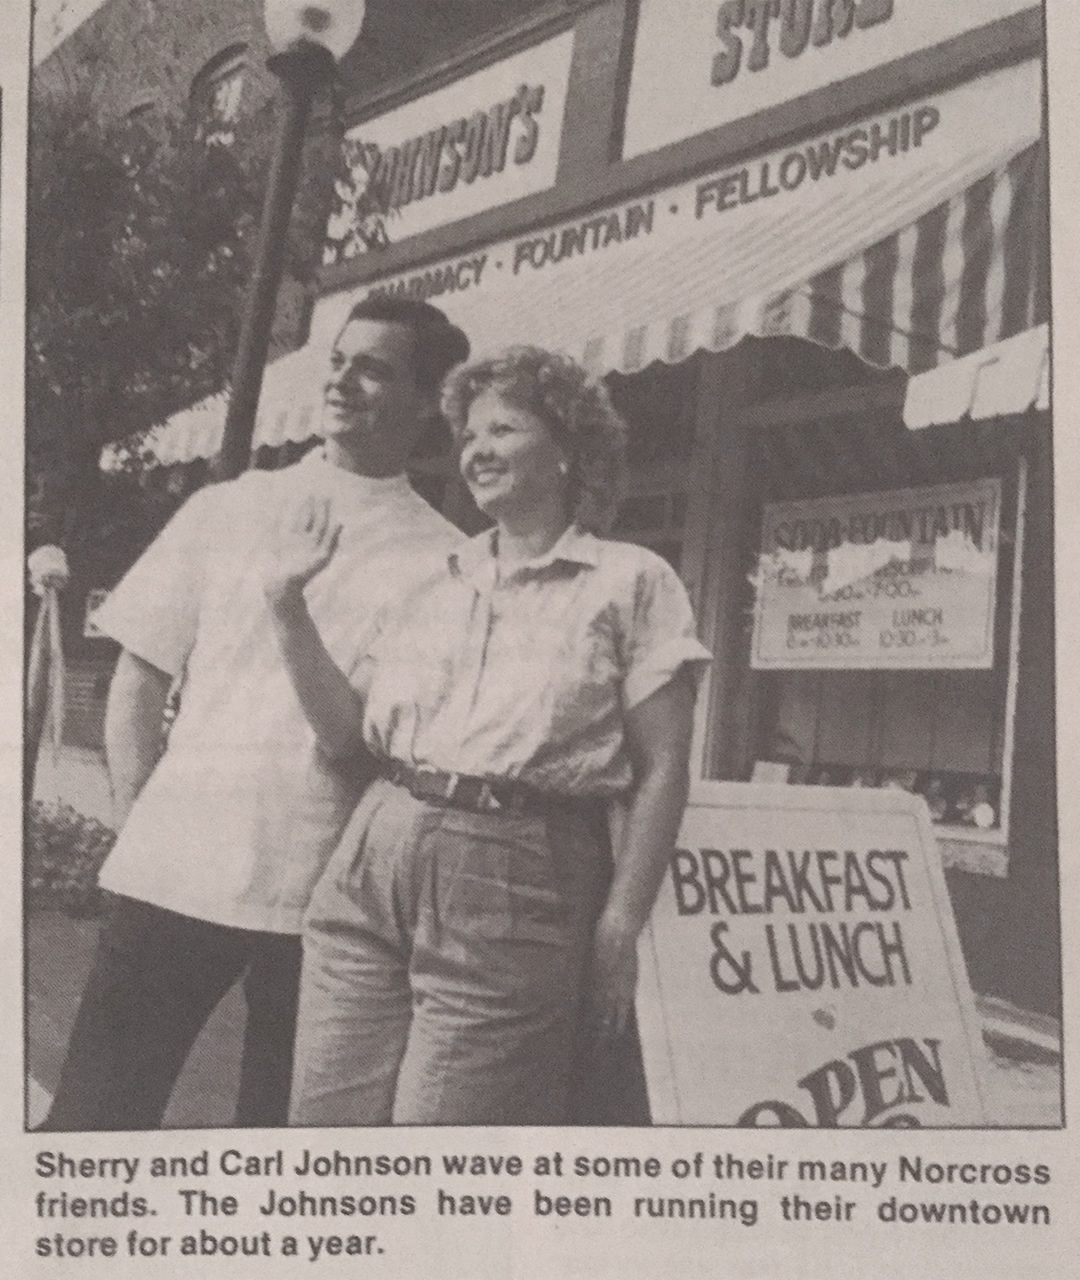 STORE
JOHNSON'S
PHARMACY · FOUNTAIN · FELLOWSHIP
SODA FOUNTAIN
BREAKFAST LUNCH
BREAKFAST
& LUNCH
OPEN
Sherry and Carl Johnson wave at some of their many Norcross
friends. The Johnsons have been running their downtown
store for about a year.